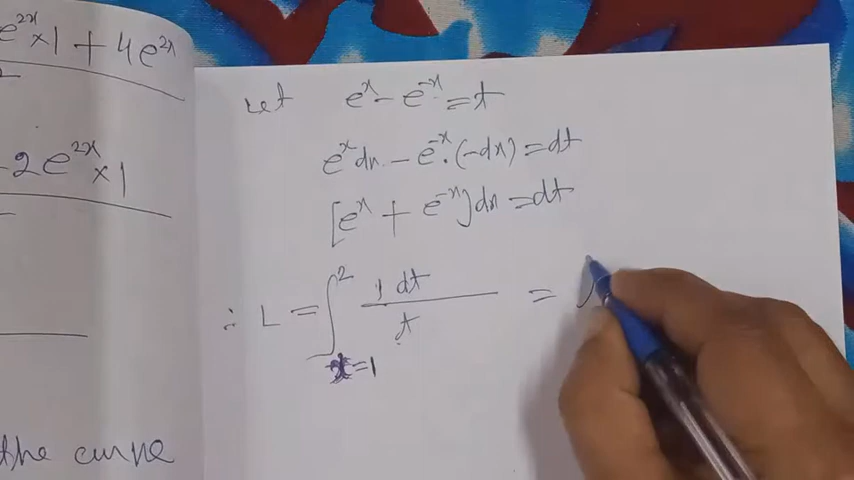 e^{2x} × 1 + 4e^{2x}
- 2e^{2x} × 1
the curve
Let e^x - e^{-x} = t
e^x dx - e^{-x}·(-dx) = dt
[e^x + e^{-x}]dx = dt
∴ L = ∫_{x=1}^{2} 1 dt / t =